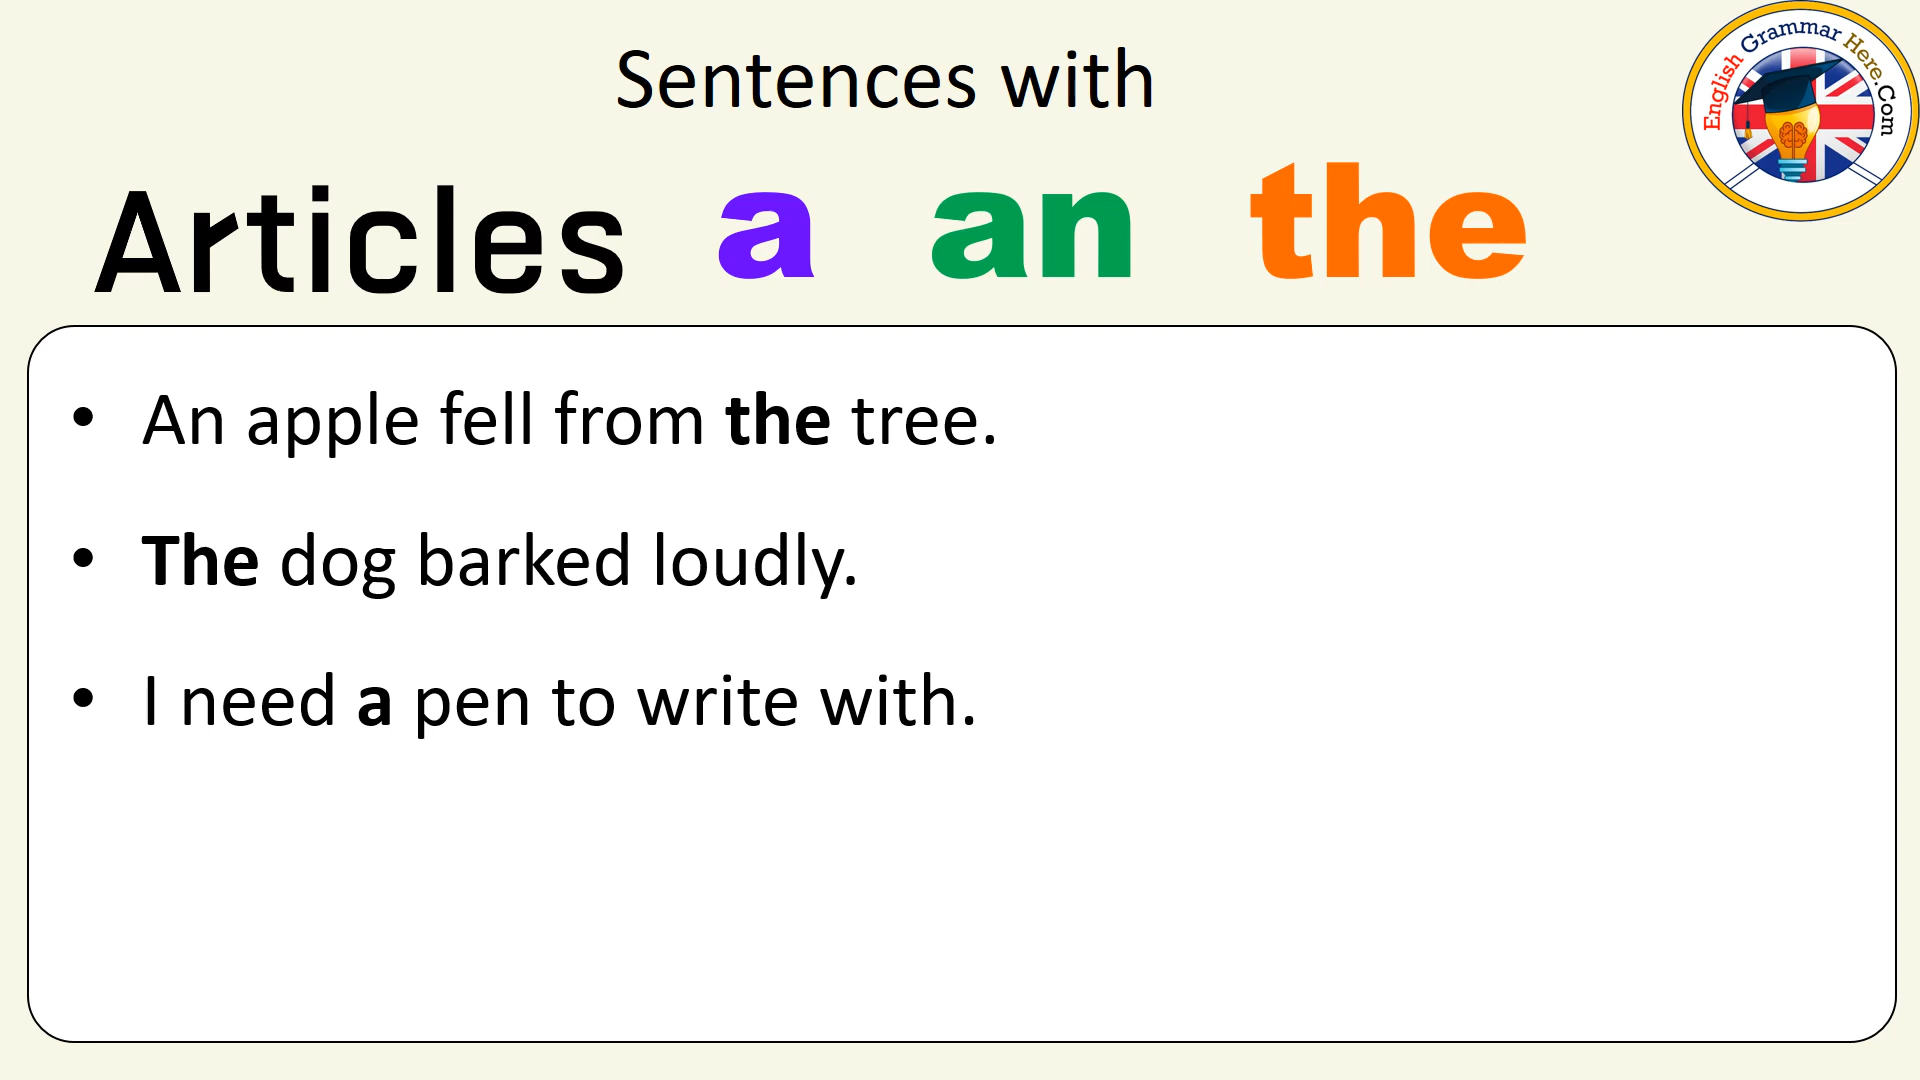 Sentences with
English Grammar Here.Com
Articles a an the
• An apple fell from the tree.
• The dog barked loudly.
• I need a pen to write with.